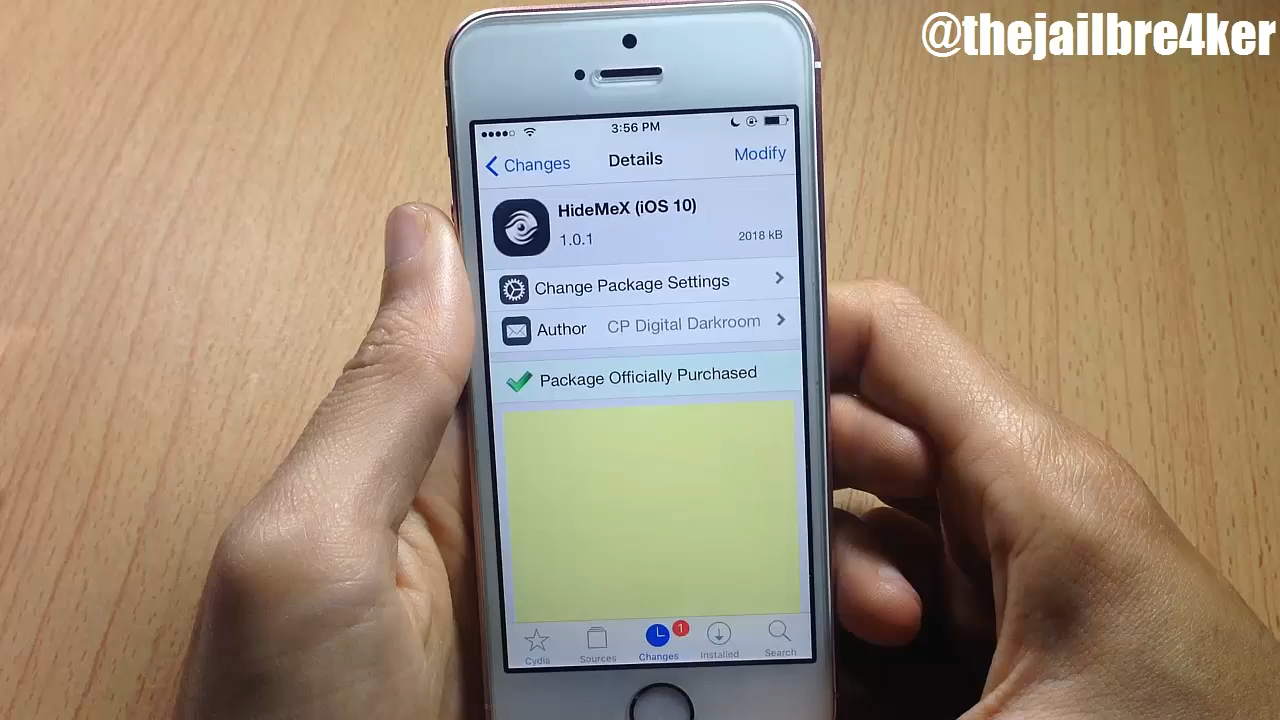 @thejailbre4ker
3:56 PM
Changes
Details
Modify
HideMeX (iOS 10)
1.0.1
2018 kB
Change Package Settings
Author CP Digital Darkroom
Package Officially Purchased
1
Cydia Sources Changes Installed Search